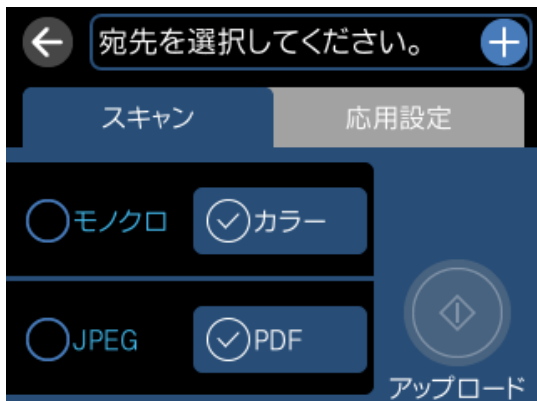 宛先を選択してください。
スキャン
応用設定
モノクロ
カラー
JPEG
PDF
アップロード